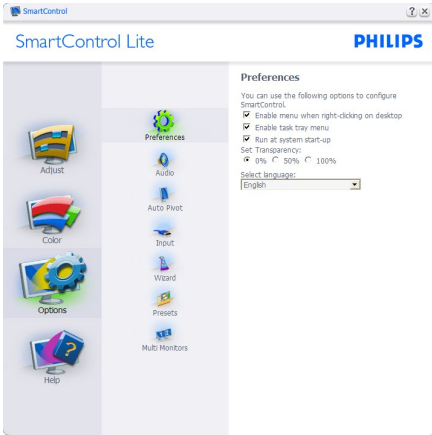 SmartControl
SmartControl Lite
PHILIPS
Adjust
Color
Options
Help
Preferences
Audio
Auto Pivot
Input
Wizard
Presets
Multi Monitors
Preferences
You can use the following options to configure
SmartControl.
Enable menu when right-clicking on desktop
Enable task tray menu
Run at system start-up
Set Transparency:
0% 50% 100%
Select language:
English